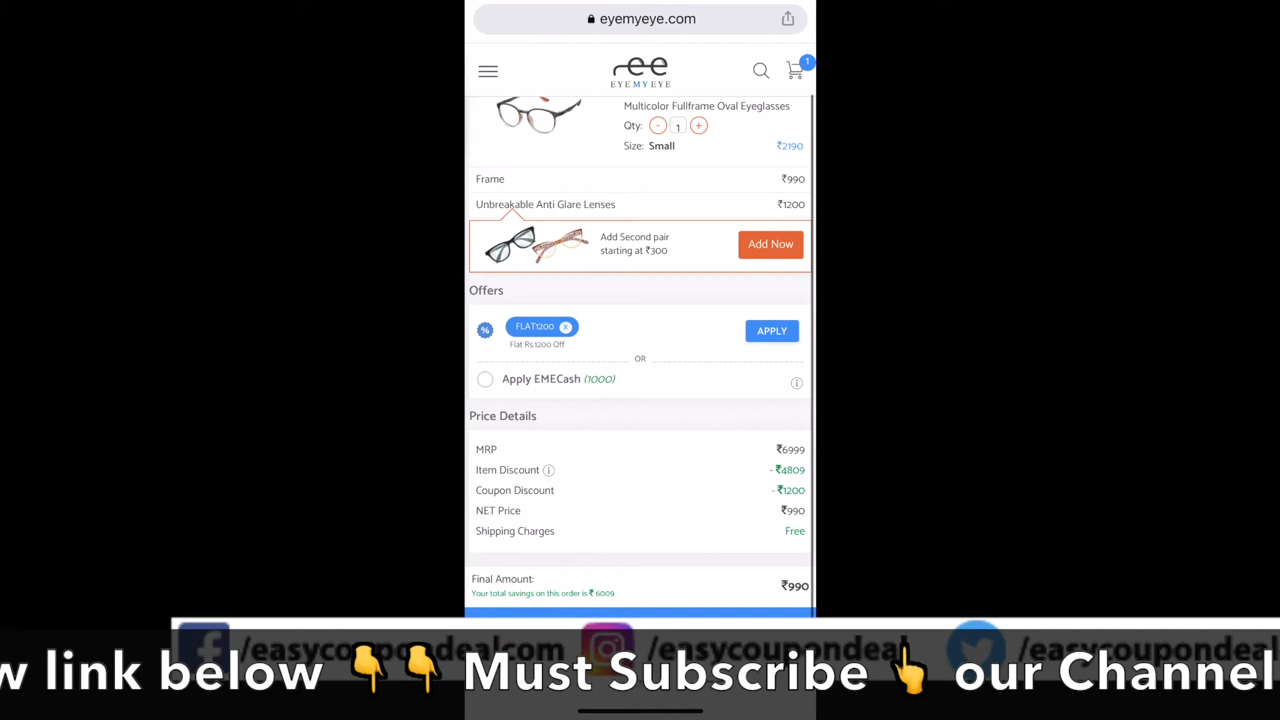 eyemyeye.com
EYEMYEYE
1
Multicolor Fullframe Oval Eyeglasses
Qty: - 1 +
Size: Small ₹2190
Frame ₹990
Unbreakable Anti Glare Lenses ₹1200
Add Second pair
starting at ₹300
Add Now
Offers
% FLAT1200 x APPLY
Flat Rs.1200 Off
OR
Apply EMECash (1000) i
Price Details
MRP ₹6999
Item Discount i - ₹4809
Coupon Discount - ₹1200
NET Price ₹990
Shipping Charges Free
Final Amount: ₹990
Your total savings on this order is ₹ 6009
/easycoupondeal.com /easycoupondeal /easycoupondeal
w link below 👇👇 Must Subscribe 👆 our Channel